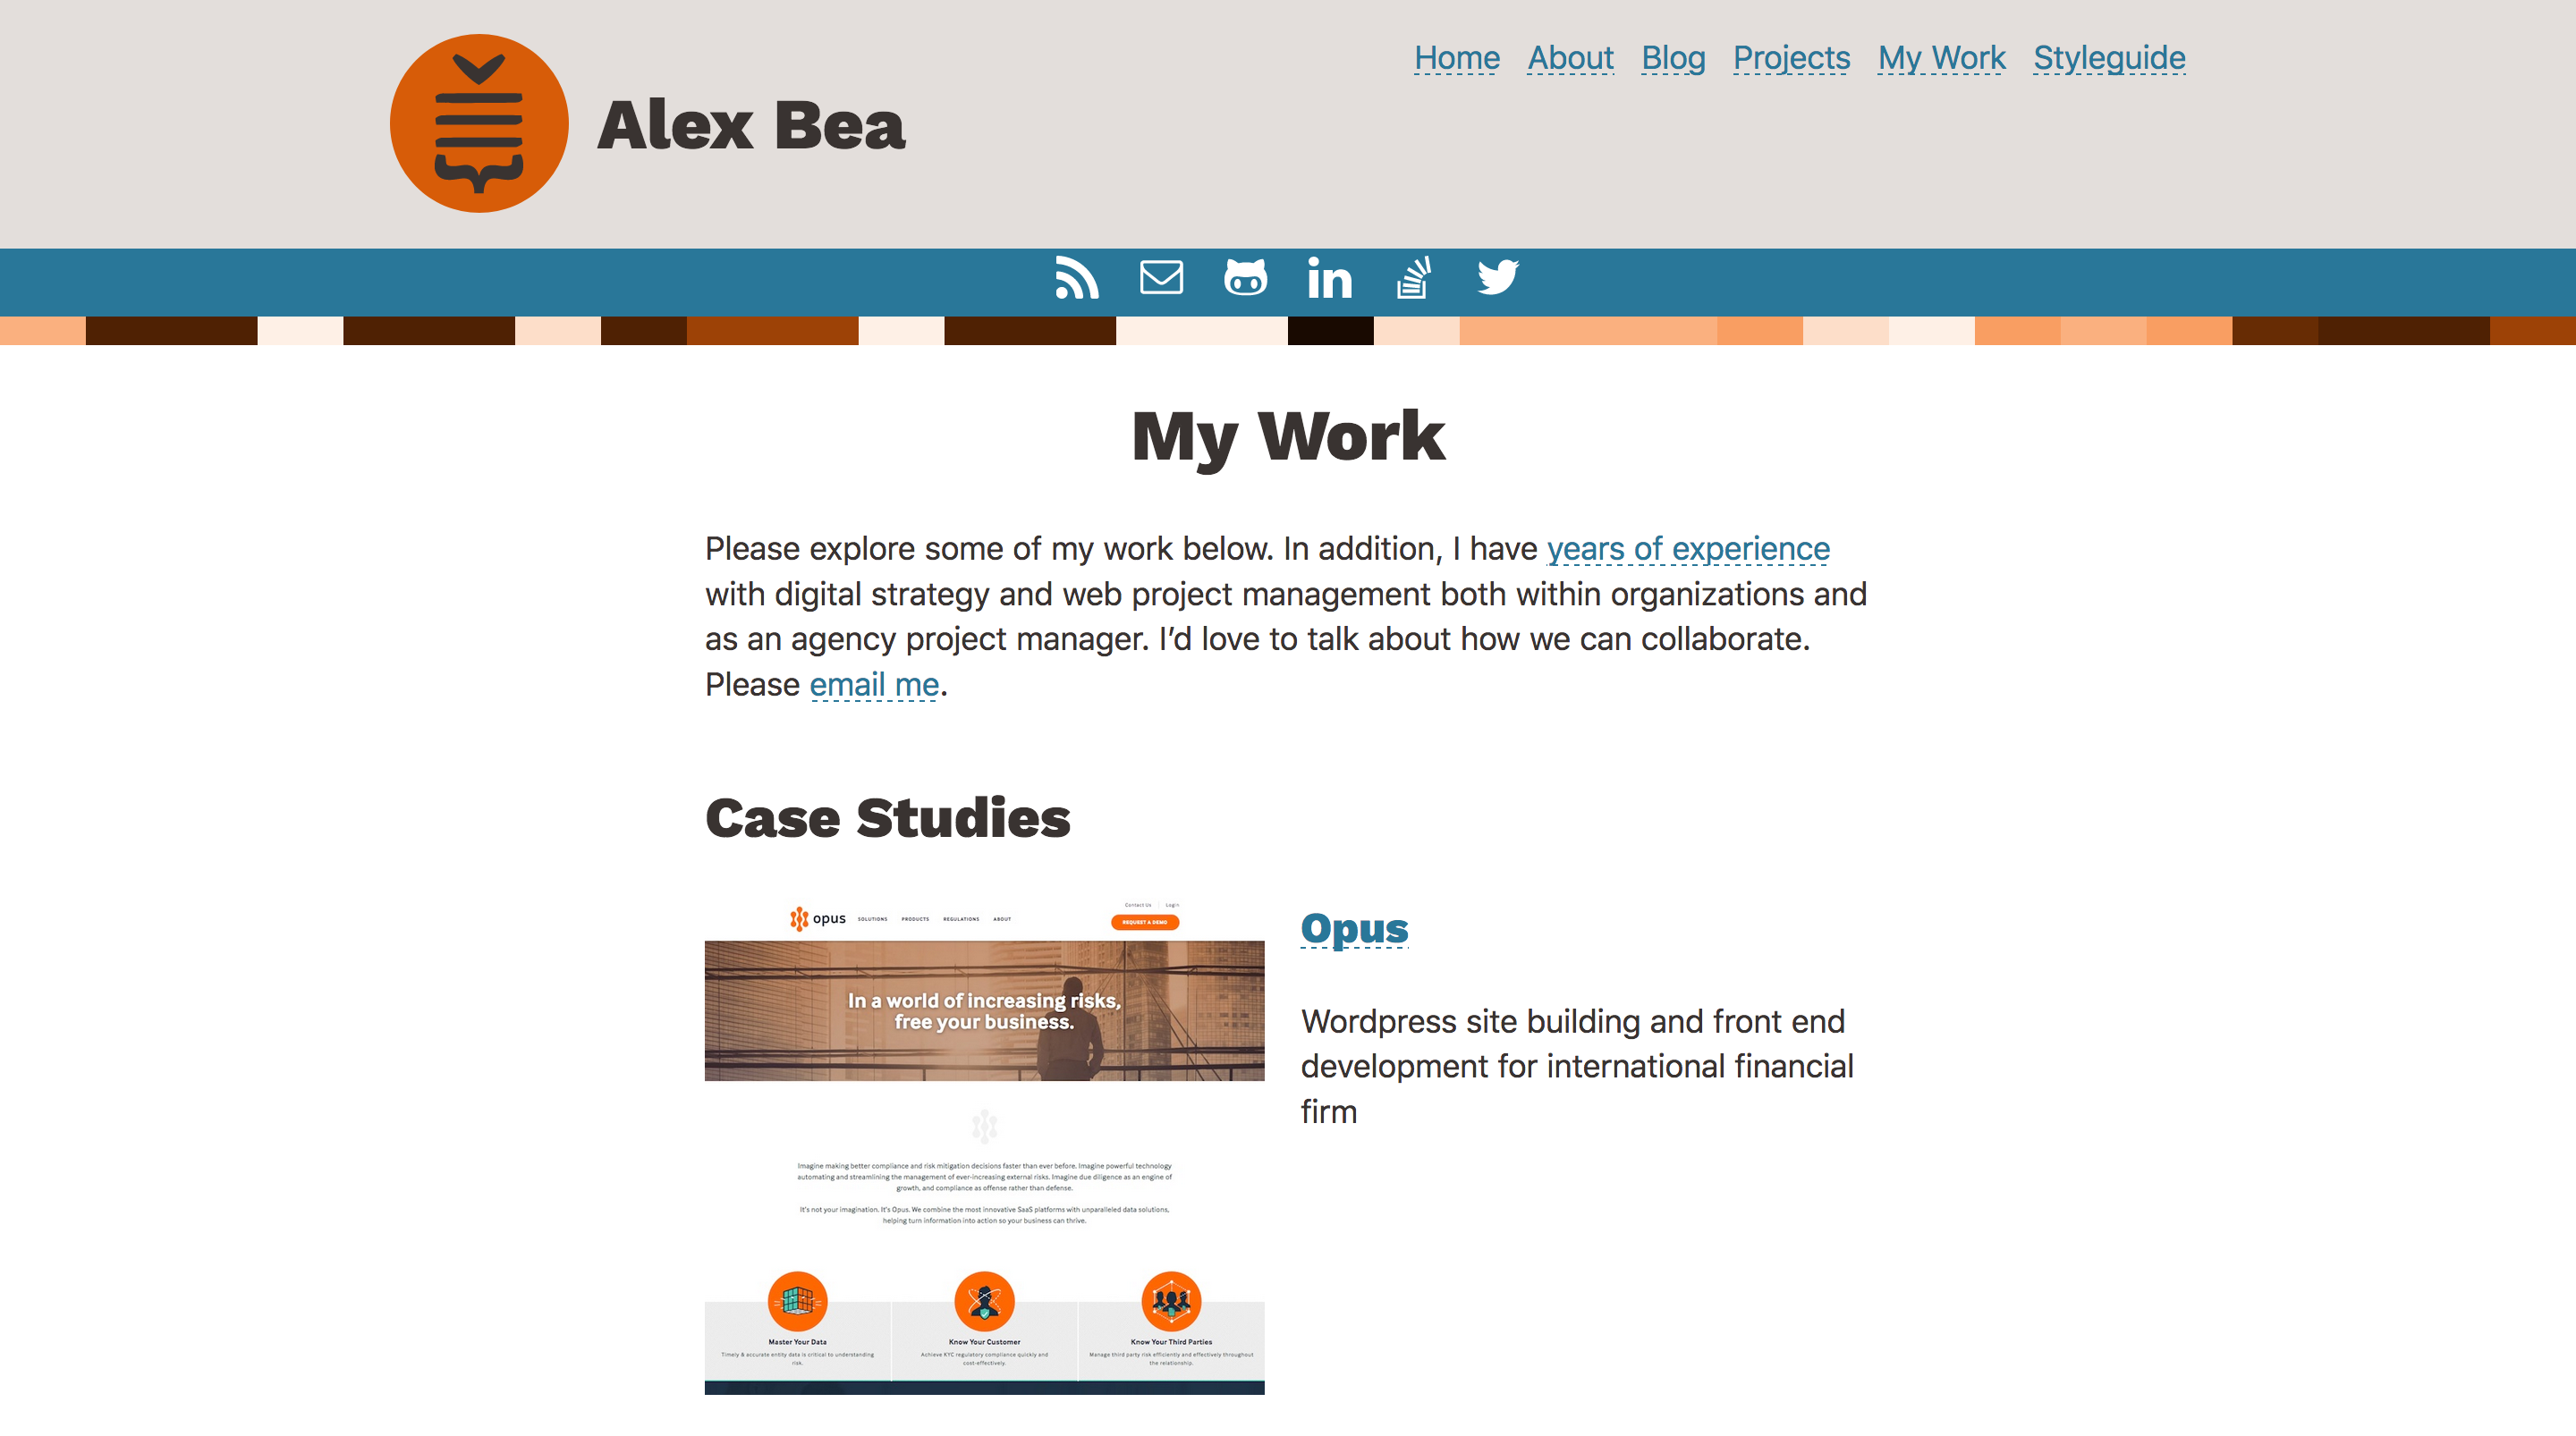 Alex Bea
Home About Blog Projects My Work Styleguide
My Work
Please explore some of my work below. In addition, I have years of experience
with digital strategy and web project management both within organizations and
as an agency project manager. I’d love to talk about how we can collaborate.
Please email me.
Case Studies
opus SOLUTIONS PRODUCTS REGULATIONS ABOUT
Contact Us Login
REQUEST A DEMO
In a world of increasing risks,
free your business.
Imagine making better compliance and risk mitigation decisions faster than ever before. Imagine powerful technology
automating and streamlining the management of ever-increasing external risks. Imagine due diligence as an engine of
growth, and compliance as offense rather than defense.
It's not your imagination. It's Opus. We combine the most innovative SaaS platforms with unparalleled data solutions,
helping turn information into action so your business can thrive.
Master Your Data
Timely & accurate entity data is critical to understanding
risk.
Know Your Customer
Achieve KYC regulatory compliance quickly and
cost-effectively.
Know Your Third Parties
Manage third party risk efficiently and effectively throughout
the relationship.
Opus
Wordpress site building and front end
development for international financial
firm